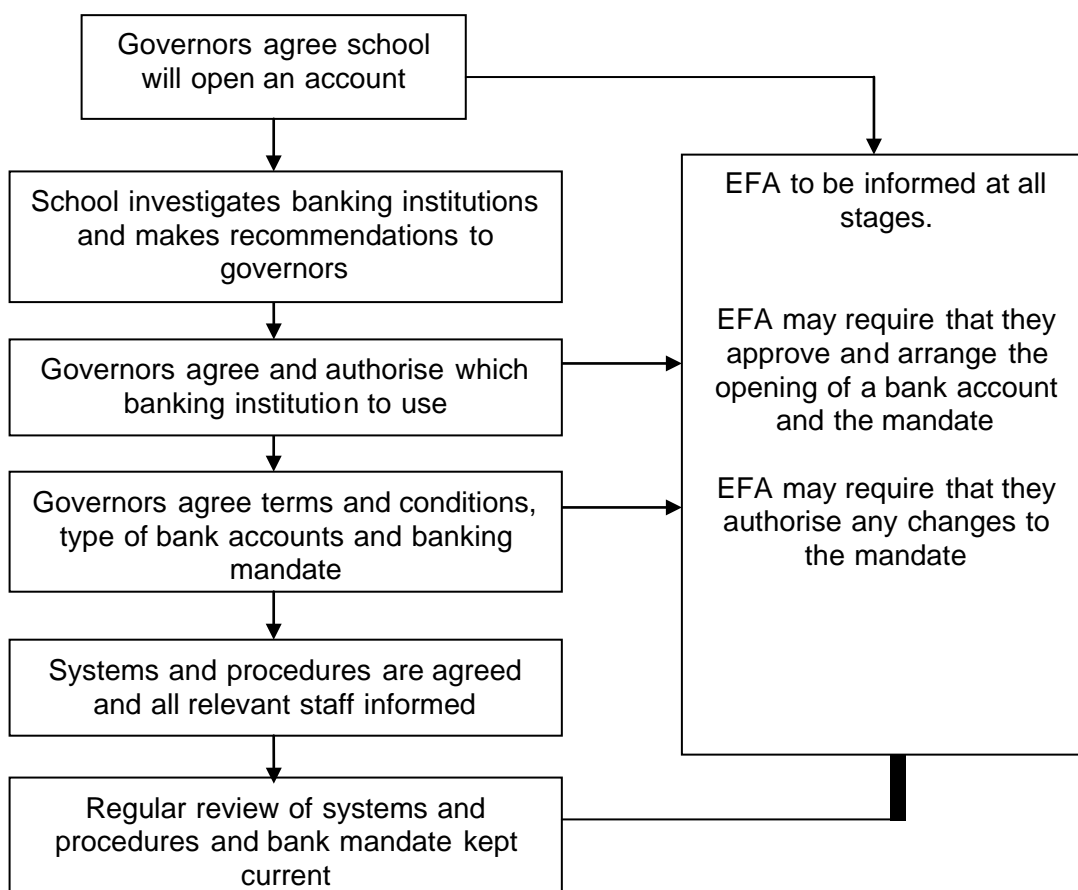 Governors agree school
will open an account
School investigates banking institutions
and makes recommendations to
governors
Governors agree and authorise which
banking institution to use
Governors agree terms and conditions,
type of bank accounts and banking
mandate
Systems and procedures are agreed
and all relevant staff informed
Regular review of systems and
procedures and bank mandate kept
current
EFA to be informed at all
stages.
EFA may require that they
approve and arrange the
opening of a bank account
and the mandate
EFA may require that they
authorise any changes to
the mandate